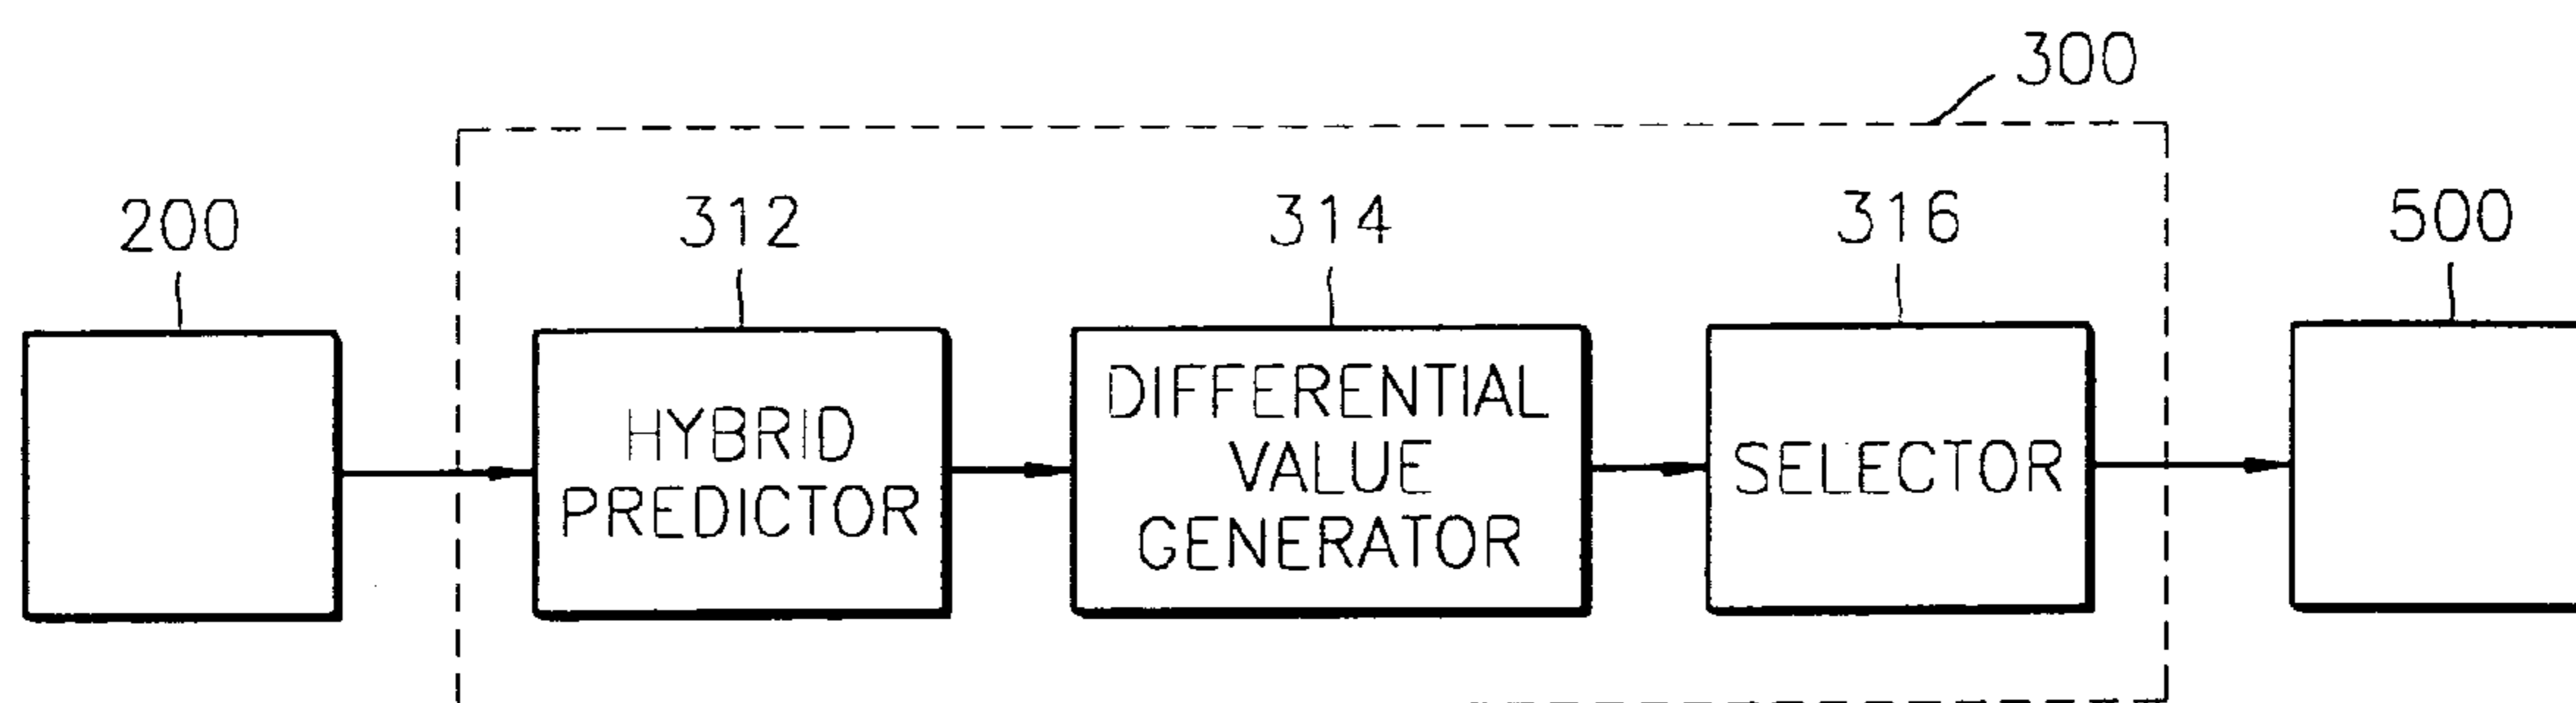 300
200
312
314
316
500
HYBRID
PREDICTOR
DIFFERENTIAL
VALUE
GENERATOR
SELECTOR